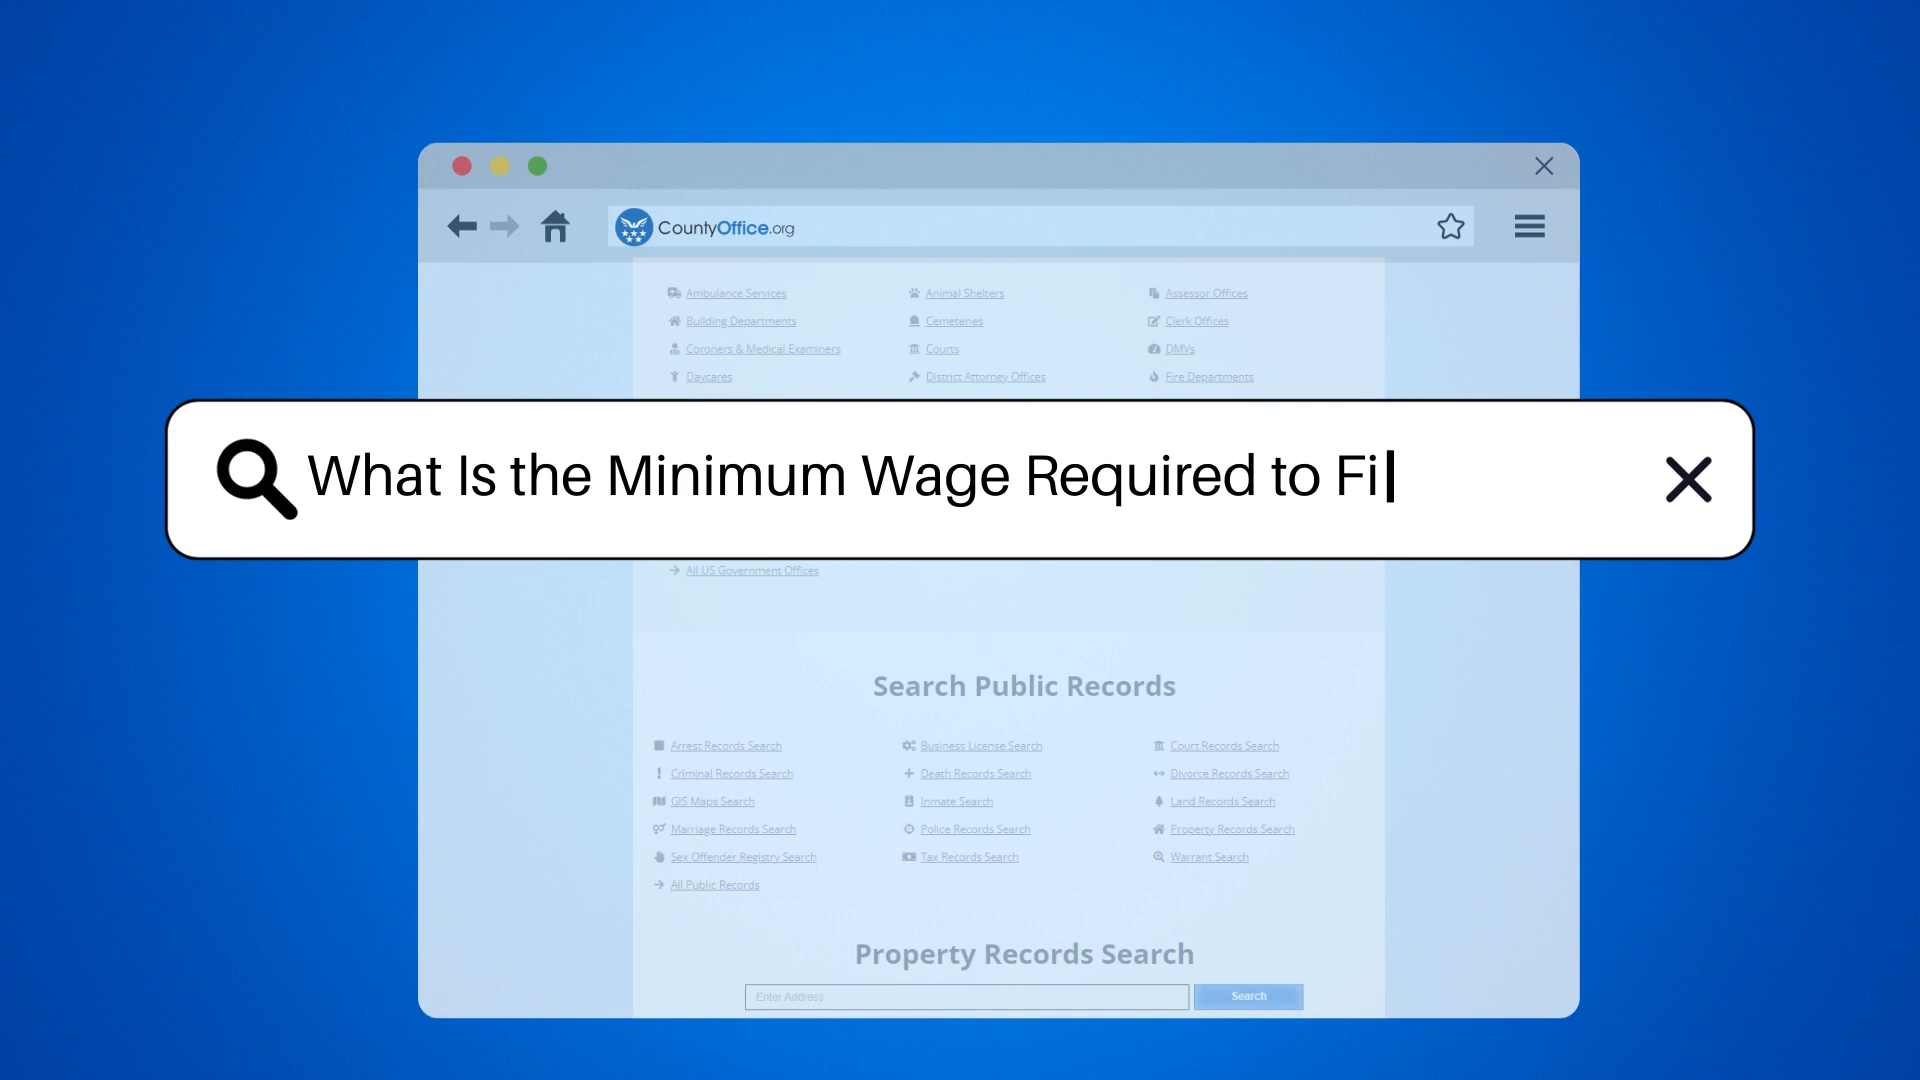 CountyOffice.org
Ambulance Services Animal Shelters Assessor Offices
Building Departments Cemeteries Clerk Offices
Coroners & Medical Examiners Courts DMVs
Daycares District Attorney Offices Fire Departments
What Is the Minimum Wage Required to Fi
All US Government Offices
Search Public Records
Arrest Records Search Business License Search Court Records Search
Criminal Records Search Death Records Search Divorce Records Search
GIS Maps Search Inmate Search Land Records Search
Marriage Records Search Police Records Search Property Records Search
Sex Offender Registry Search Tax Records Search Warrant Search
All Public Records
Property Records Search
Enter Address Search